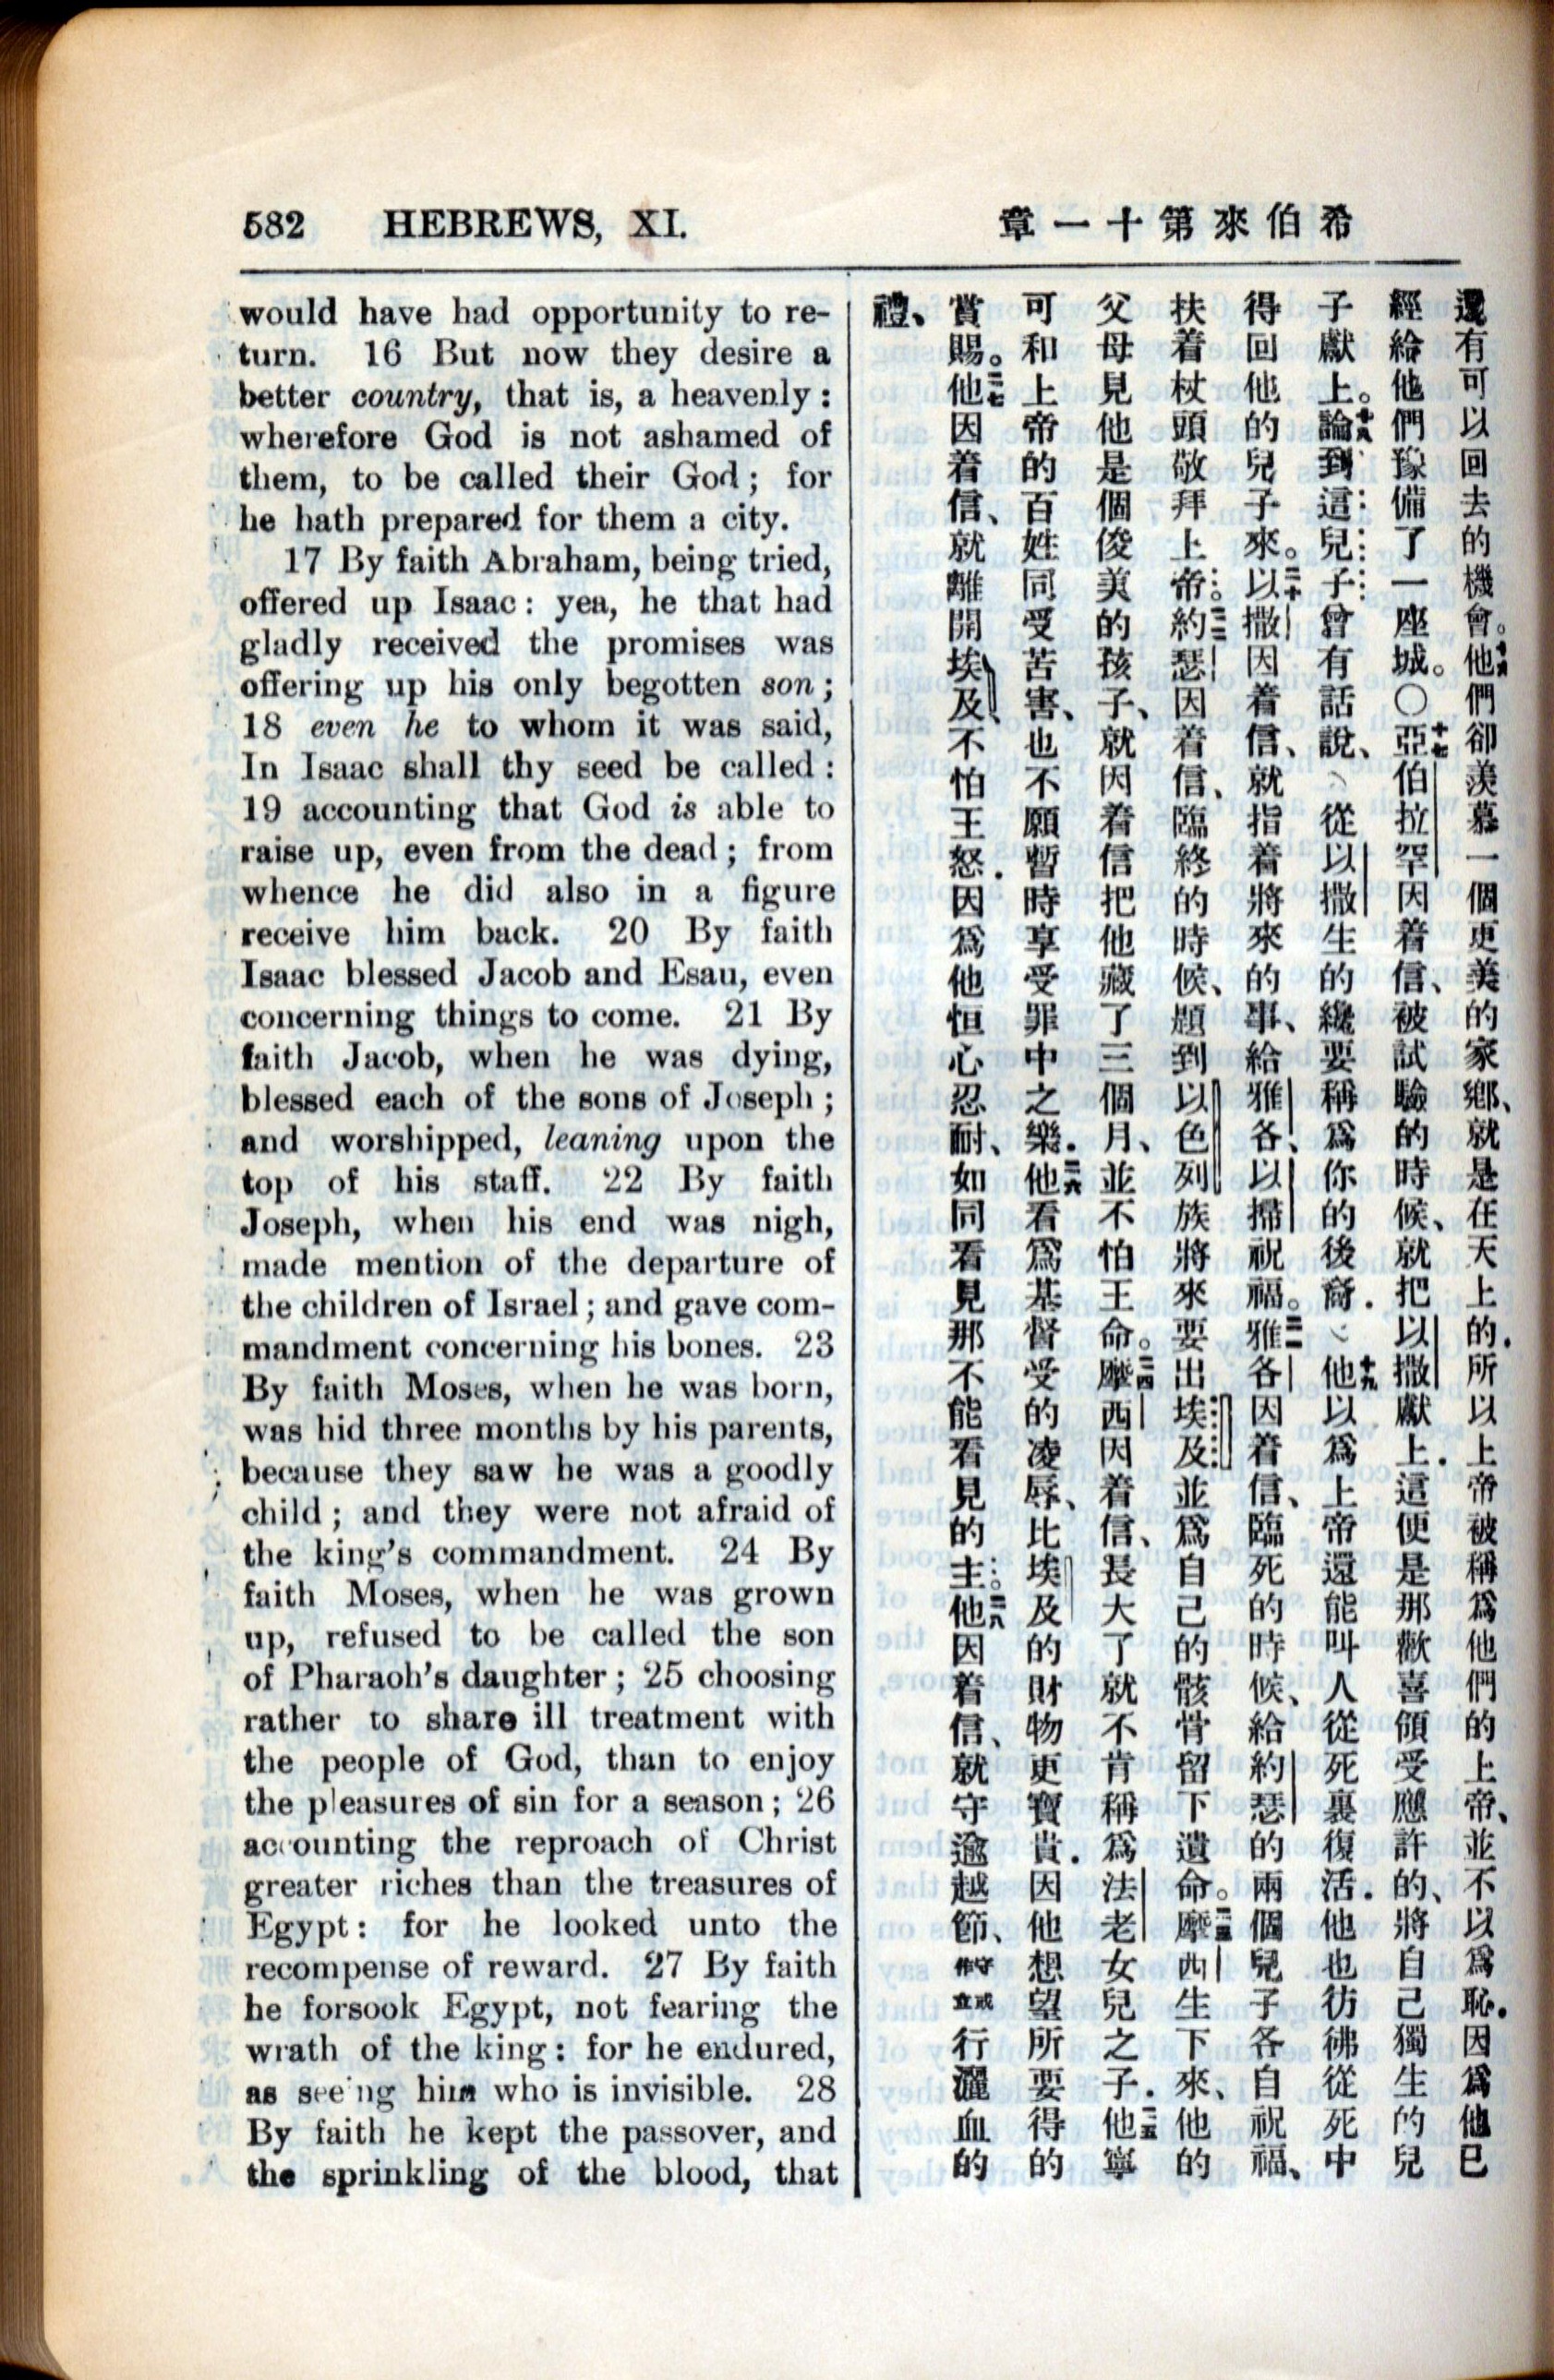 582 HEBREWS, XI.
希伯來第十一章
would have had opportunity to re-
turn. 16 But now they desire a
better country, that is, a heavenly :
wherefore God is not ashamed of
them, to be called their God ; for
he hath prepared for them a city.
17 By faith Abraham, being tried,
offered up Isaac : yea, he that had
gladly received the promises was
offering up his only begotten son ;
18 even he to whom it was said,
In Isaac shall thy seed be called :
19 accounting that God is able to
raise up, even from the dead ; from
whence he did also in a figure
receive him back. 20 By faith
Isaac blessed Jacob and Esau, even
concerning things to come. 21 By
faith Jacob, when he was dying,
blessed each of the sons of Joseph ;
and worshipped, leaning upon the
top of his staff. 22 By faith
Joseph, when his end was nigh,
made mention of the departure of
the children of Israel ; and gave com-
mandment concerning his bones. 23
By faith Moses, when he was born,
was hid three months by his parents,
because they saw he was a goodly
child ; and they were not afraid of
the king's commandment. 24 By
faith Moses, when he was grown
up, refused to be called the son
of Pharaoh's daughter ; 25 choosing
rather to share ill treatment with
the people of God, than to enjoy
the pleasures of sin for a season ; 26
accounting the reproach of Christ
greater riches than the treasures of
Egypt : for he looked unto the
recompense of reward. 27 By faith
he forsook Egypt, not fearing the
wrath of the king : for he endured,
as seeing him who is invisible. 28
By faith he kept the passover, and
the sprinkling of the blood, that
還有可以回去的機會。十六他們卻羨慕一個更美的家鄉、就是在天上的．所以上帝被稱爲他們的上帝、並不以爲恥．因爲他已
經給他們豫備了一座城。○十七亞伯拉罕因着信、被試驗的時候、就把以撒獻上．這便是那歡喜領受應許的、將自己獨生的兒
子獻上。十八論到這兒子曾有話說、從以撒生的纔要稱爲你的後裔．十九他以爲上帝還能叫人從死裏復活．他也彷彿從死中
得回他的兒子來。二十以撒因着信、就指着將來的事、給雅各、以掃祝福。二一雅各因着信、臨死的時候、給約瑟的兩個兒子各自祝福、
扶着杖頭敬拜上帝。二二約瑟因着信、臨終的時候、題到以色列族將來要出埃及並爲自己的骸骨留下遺命。二三摩西生下來、他的
父母見他是個俊美的孩子、就因着信把他藏了三個月、並不怕王命。二四摩西因着信、長大了就不肯稱爲法老女兒之子．二五他寧
可和上帝的百姓同受苦害、也不願暫時享受罪中之樂．二六他看爲基督受的凌辱、比埃及的財物更寶貴．因他想望所要得的
賞賜。二七他因着信、就離開埃及、不怕王怒．因爲他恒心忍耐、如同看見那不能看見的主。二八他因着信、就守逾越節、守或作立行灑血的
禮、